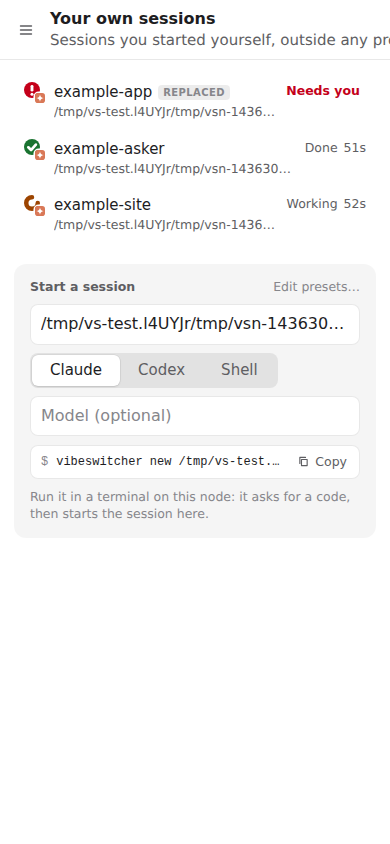 Your own sessions
Sessions you started yourself, outside any pr
example-app REPLACED Needs you
/tmp/vs-test.l4UYJr/tmp/vsn-1436…
example-asker Done 51s
/tmp/vs-test.l4UYJr/tmp/vsn-143630…
example-site Working 52s
/tmp/vs-test.l4UYJr/tmp/vsn-1436…
Start a session Edit presets…
/tmp/vs-test.l4UYJr/tmp/vsn-143630…
Claude Codex Shell
Model (optional)
$ vibeswitcher new /tmp/vs-test.… Copy
Run it in a terminal on this node: it asks for a code,
then starts the session here.